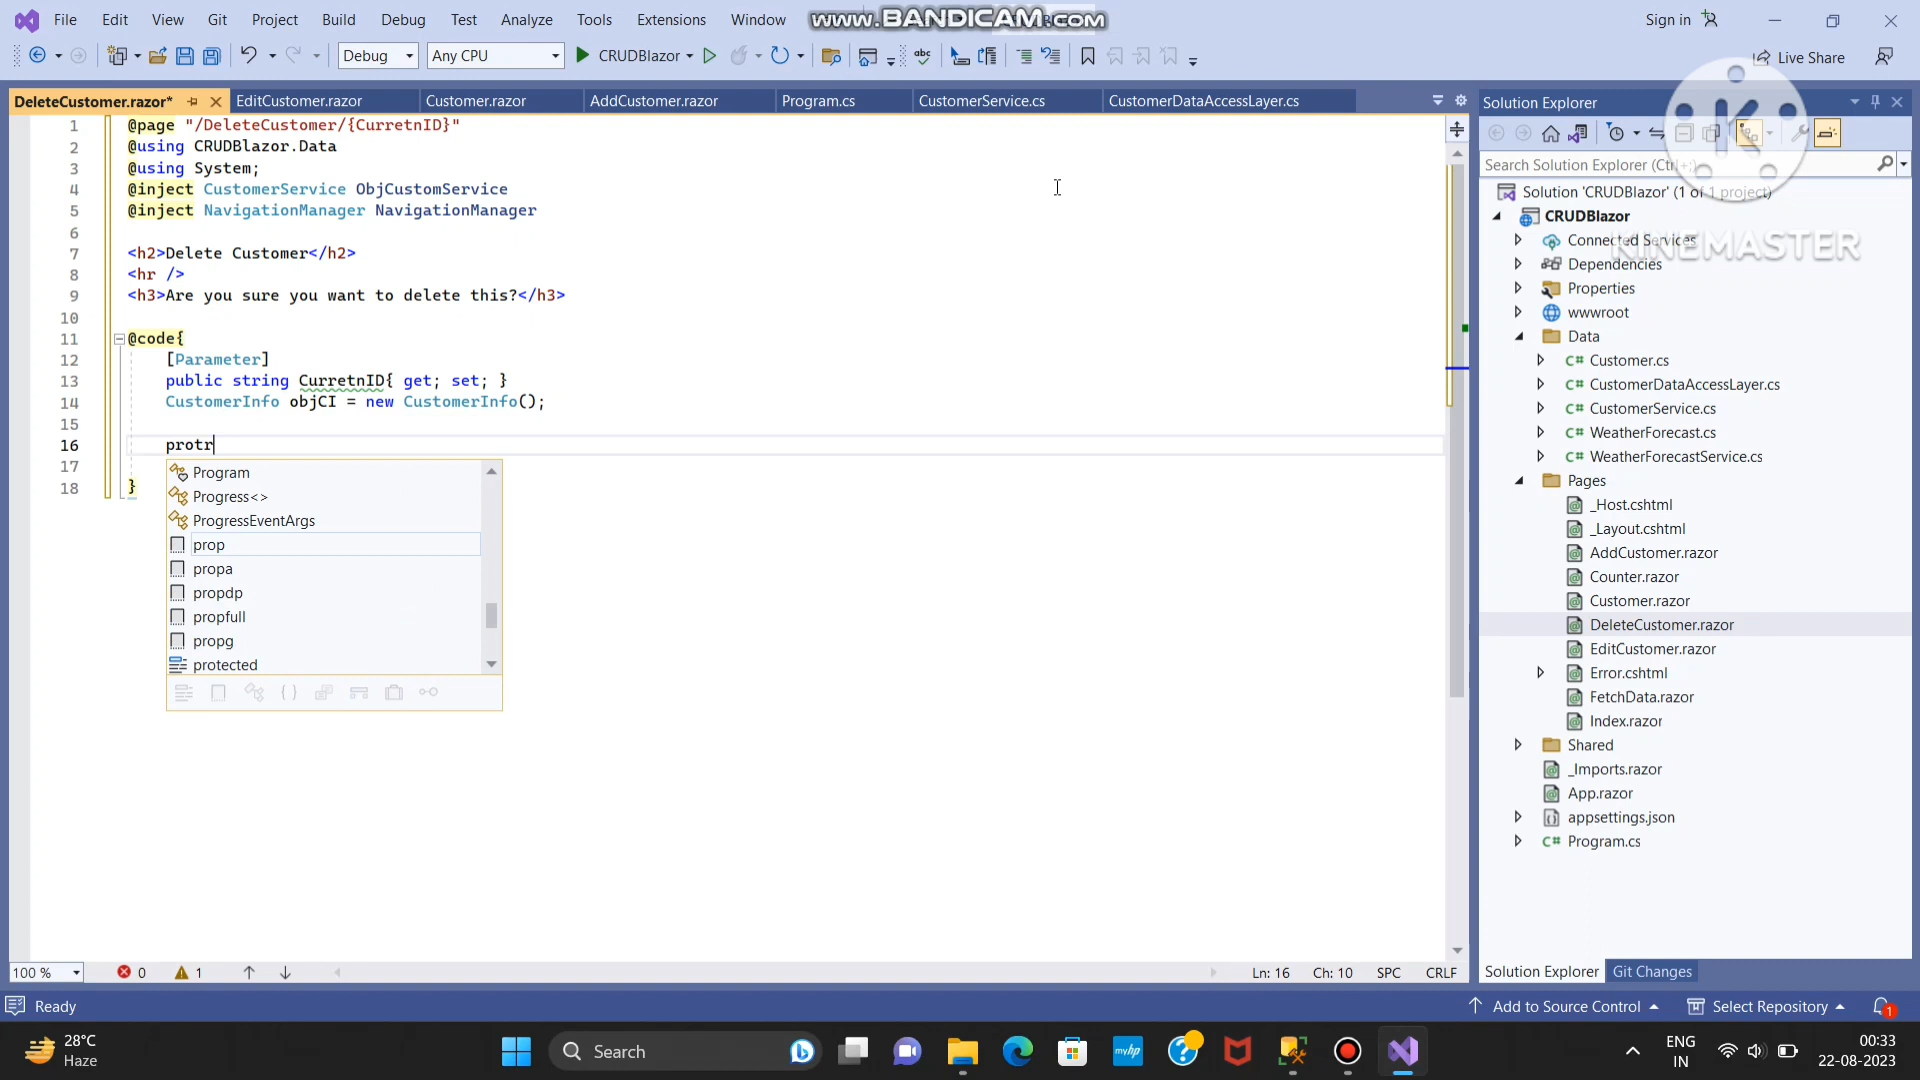 File Edit View Git Project Build Debug Test Analyze Tools Extensions Window
www.BANDICAM.com
Sign in
Debug Any CPU CRUDBlazor
Live Share
DeleteCustomer.razor* EditCustomer.razor Customer.razor AddCustomer.razor Program.cs CustomerService.cs CustomerDataAccessLayer.cs
1 @page "/DeleteCustomer/{CurretnID}"
2 @using CRUDBlazor.Data
3 @using System;
4 @inject CustomerService ObjCustomService
5 @inject NavigationManager NavigationManager
6
7 <h2>Delete Customer</h2>
8 <hr />
9 <h3>Are you sure you want to delete this?</h3>
10
11 @code{
12 [Parameter]
13 public string CurretnID{ get; set; }
14 CustomerInfo objCI = new CustomerInfo();
15
16 protr
17
18 }
Program
Progress<>
ProgressEventArgs
prop
propa
propdp
propfull
propg
protected
100 % 0 1 Ln: 16 Ch: 10 SPC CRLF
Solution Explorer
Search Solution Explorer (Ctrl+;)
Solution 'CRUDBlazor' (1 of 1 project)
CRUDBlazor
Connected Services
KINEMASTER
Dependencies
Properties
wwwroot
Data
Customer.cs
CustomerDataAccessLayer.cs
CustomerService.cs
WeatherForecast.cs
WeatherForecastService.cs
Pages
_Host.cshtml
_Layout.cshtml
AddCustomer.razor
Counter.razor
Customer.razor
DeleteCustomer.razor
EditCustomer.razor
Error.cshtml
FetchData.razor
Index.razor
Shared
_Imports.razor
App.razor
appsettings.json
Program.cs
Solution Explorer Git Changes
Ready Add to Source Control Select Repository 1
28°C
Haze
Search
myhp
ENG
IN
00:33
22-08-2023